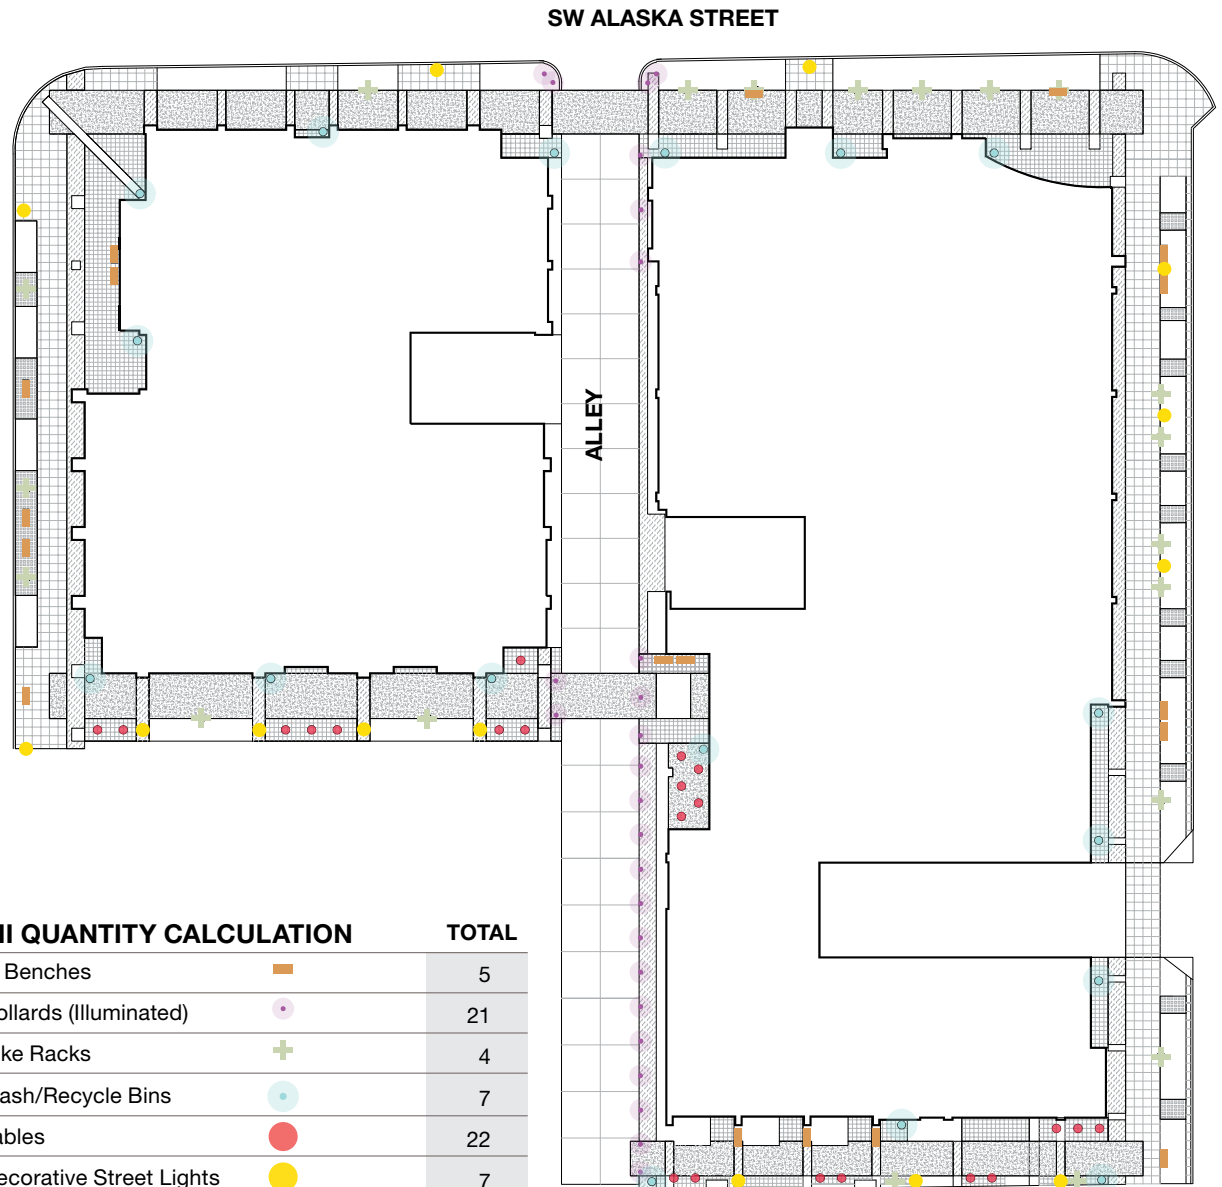 SW ALASKA STREET
ALLEY
II QUANTITY CALCULATION TOTAL
Benches 5
ollards (Illuminated) 21
ke Racks 4
ash/Recycle Bins 7
ables 22
ecorative Street Lights 7